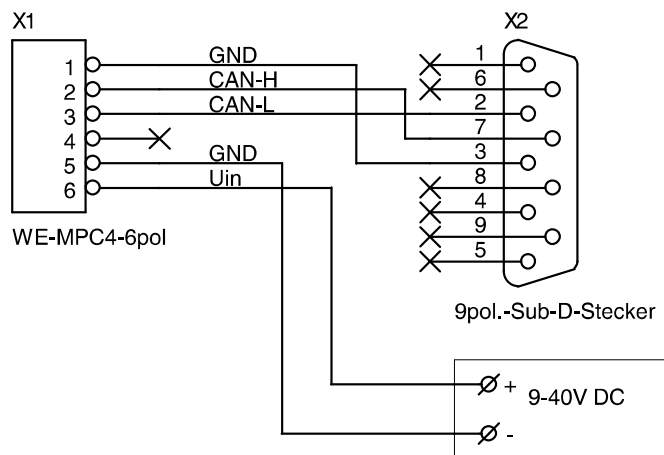 X1
1
2
3
4
5
6
GND
CAN-H
CAN-L
GND
Uin
WE-MPC4-6pol
X2
1
6
2
7
3
8
4
9
5
9pol.-Sub-D-Stecker
+ 9-40V DC
-